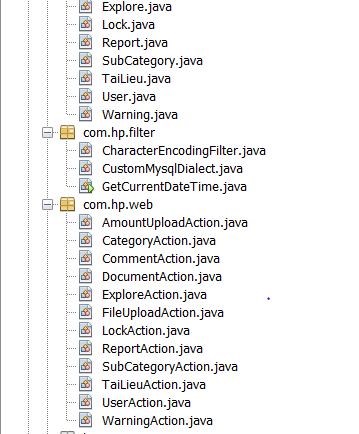 Explore.java
Lock.java
Report.java
SubCategory.java
TaiLieu.java
User.java
Warning.java
com.hp.filter
CharacterEncodingFilter.java
CustomMysqlDialect.java
GetCurrentDateTime.java
com.hp.web
AmountUploadAction.java
CategoryAction.java
CommentAction.java
DocumentAction.java
ExploreAction.java
FileUploadAction.java
LockAction.java
ReportAction.java
SubCategoryAction.java
TaiLieuAction.java
UserAction.java
WarningAction.java